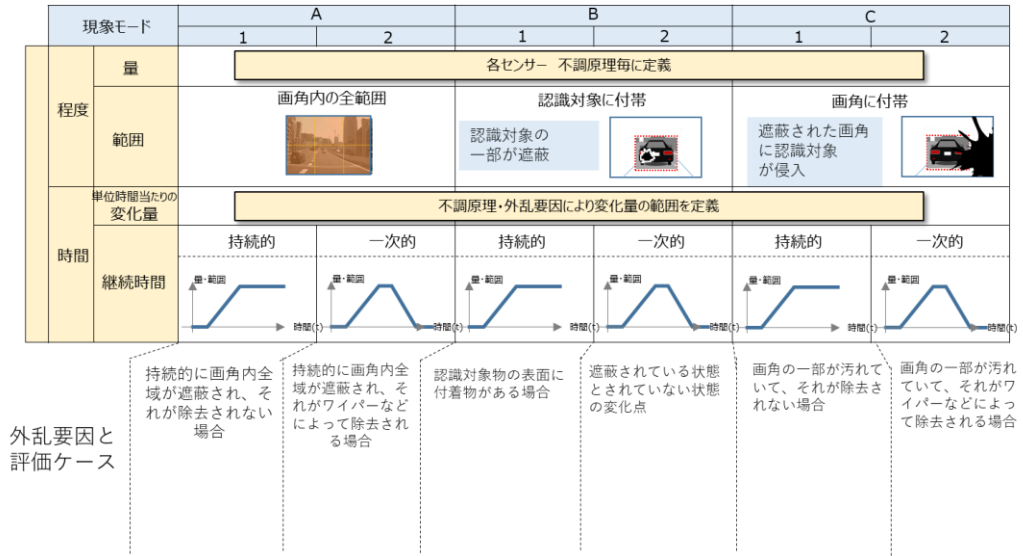 現象モード
A
B
C
1
2
1
2
1
2
程度
量
各センサー 不調原理毎に定義
範囲
画角内の全範囲
認識対象に付帯
画角に付帯
認識対象の
一部が遮蔽
遮蔽された画角
に認識対象
が侵入
時間
単位時間当たりの
変化量
不調原理・外乱要因により変化量の範囲を定義
継続時間
持続的
一次的
持続的
一次的
持続的
一次的
量・範囲
時間(t)
量・範囲
時間(t)
量・範囲
時間(t)
量・範囲
時間(t)
量・範囲
時間(t)
量・範囲
時間(t)
外乱要因と
評価ケース
持続的に画角内全
域が遮蔽され、そ
れが除去されない
場合
持続的に画角内全
域が遮蔽され、そ
れがワイパーなど
によって除去され
る場合
認識対象物の表面に
付着物がある場合
遮蔽されている状態
とされていない状態
の変化点
画角の一部が汚れて
いて、それが除去さ
れない場合
画角の一部が汚れ
ていて、それがワ
イパーなどによっ
て除去される場合